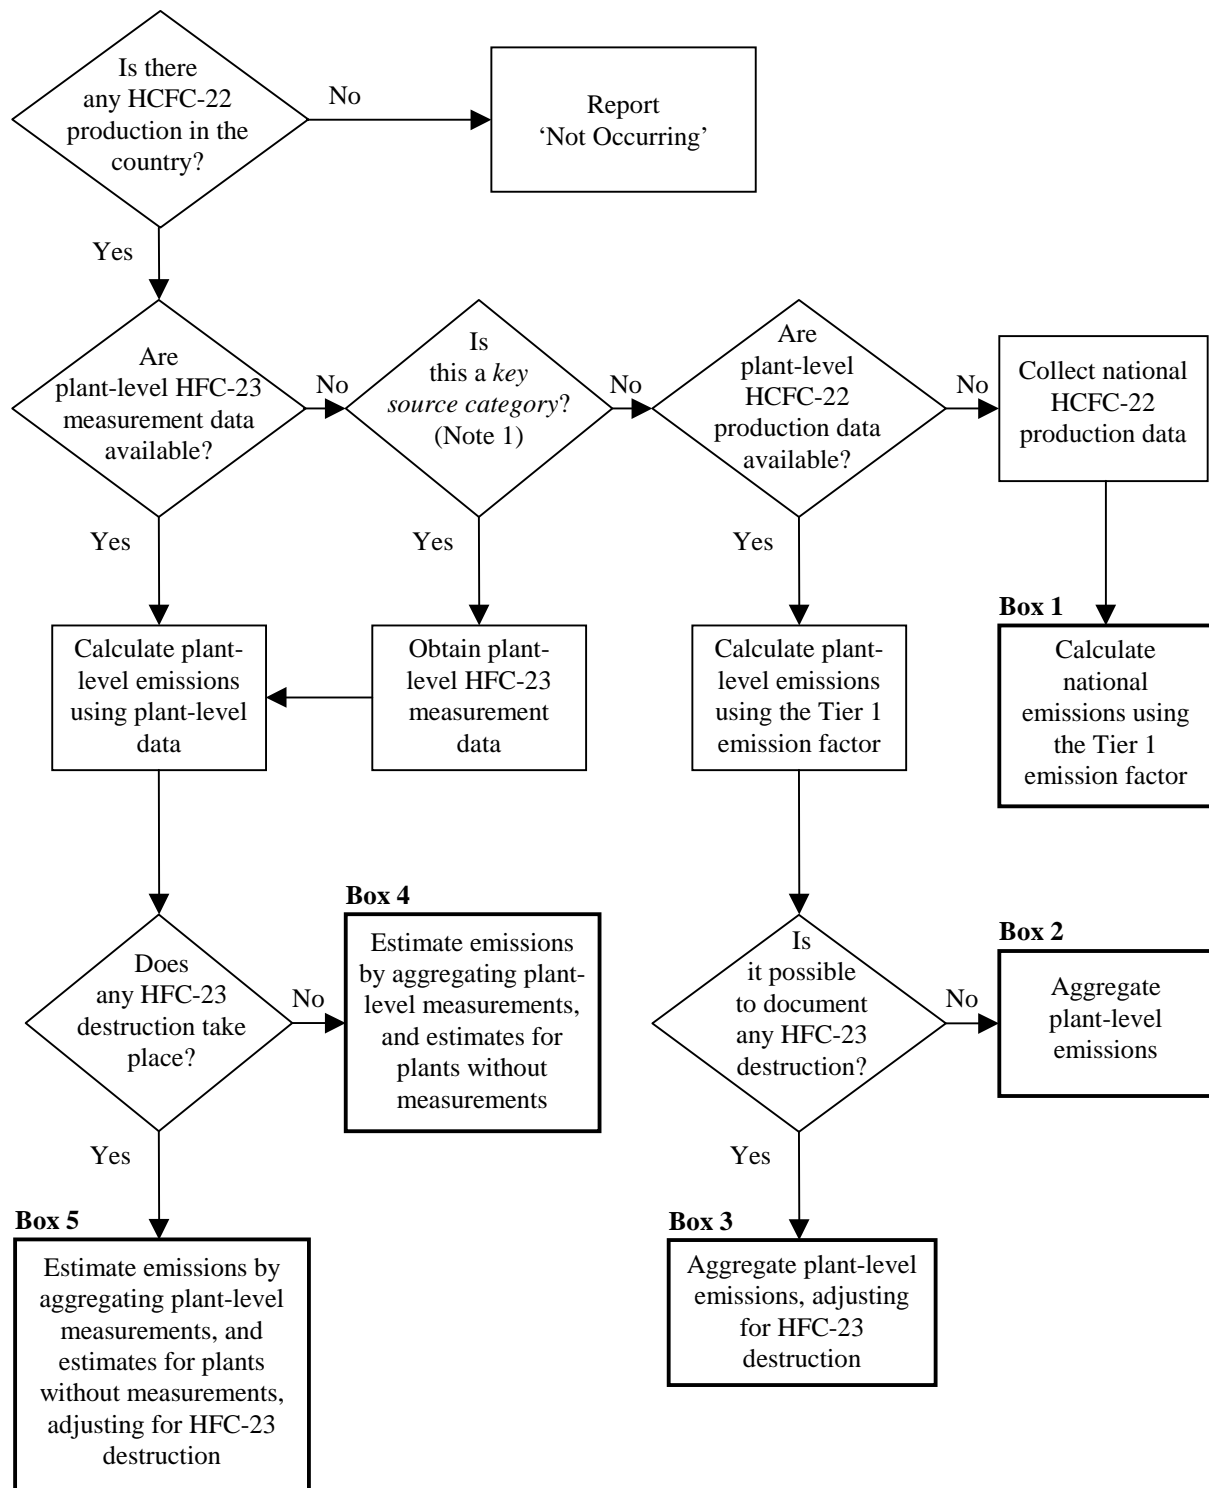 Is there
any HCFC-22
production in the
country?
No
Report
‘Not Occurring’
Yes
Are
plant-level HFC-23
measurement data
available?
No
Is
this a key
source category?
(Note 1)
No
Are
plant-level
HCFC-22
production data
available?
No
Collect national
HCFC-22
production data
Yes
Yes
Yes
Calculate plant-
level emissions
using plant-level
data
Obtain plant-
level HFC-23
measurement
data
Calculate plant-
level emissions
using the Tier 1
emission factor
Box 1
Calculate
national
emissions using
the Tier 1
emission factor
Does
any HFC-23
destruction take
place?
No
Box 4
Estimate emissions
by aggregating plant-
level measurements,
and estimates for
plants without
measurements
Is
it possible
to document
any HFC-23
destruction?
No
Box 2
Aggregate
plant-level
emissions
Yes
Yes
Box 5
Estimate emissions by
aggregating plant-level
measurements, and
estimates for plants
without measurements,
adjusting for HFC-23
destruction
Box 3
Aggregate plant-level
emissions, adjusting
for HFC-23
destruction